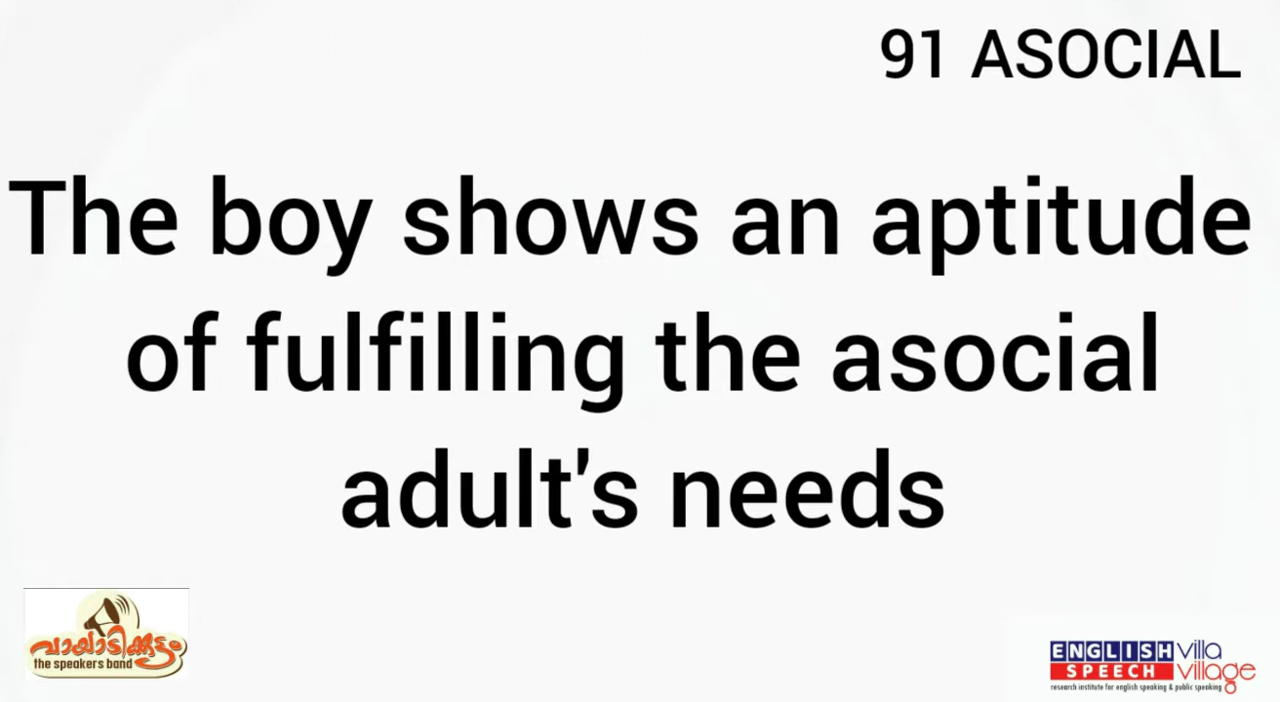 91 ASOCIAL
The boy shows an aptitude
of fulfilling the asocial
adult's needs
വായാടിക്കൂട്ടം
the speakers band
ENGLISH villa
SPEECH village
research institute for english speaking & public speaking